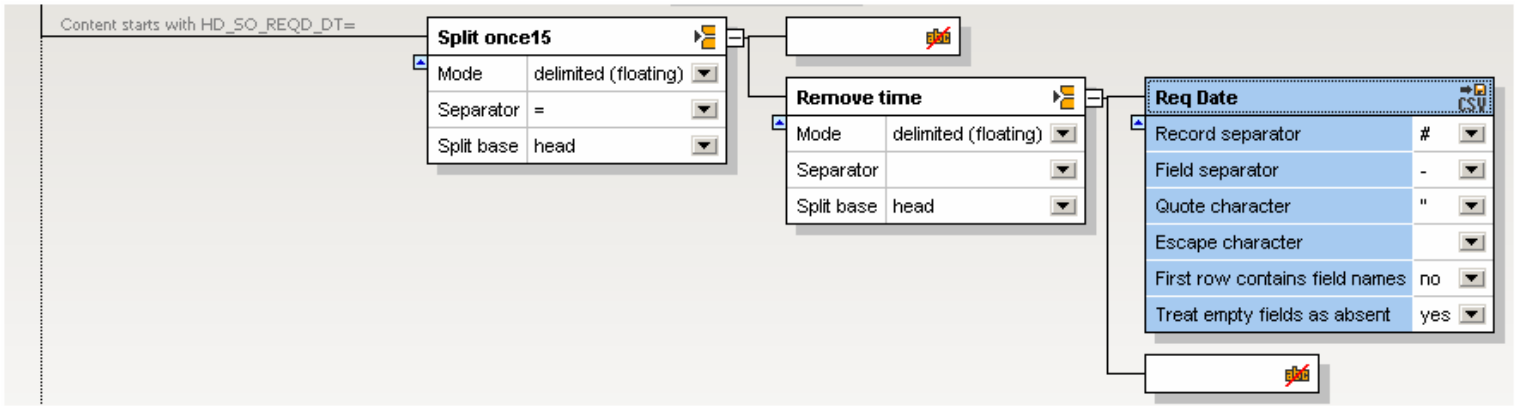 Content starts with HD_SO_REQD_DT=
Split once15
Mode delimited (floating)
Separator =
Split base head
abc
Remove time
Mode delimited (floating)
Separator
Split base head
Req Date CSV
Record separator #
Field separator -
Quote character "
Escape character
First row contains field names no
Treat empty fields as absent yes
abc